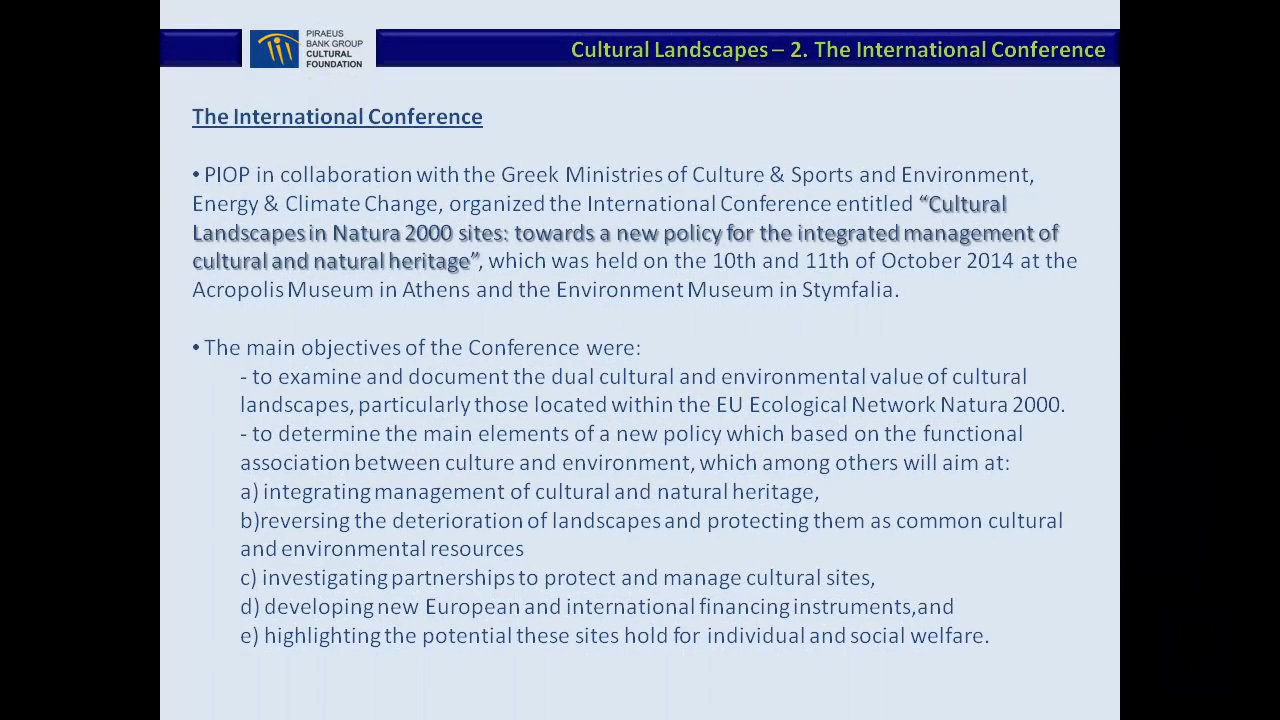 PIRAEUS
BANK GROUP
CULTURAL
FOUNDATION
Cultural Landscapes – 2. The International Conference
The International Conference
• PIOP in collaboration with the Greek Ministries of Culture & Sports and Environment,
Energy & Climate Change, organized the International Conference entitled “Cultural
Landscapes in Natura 2000 sites: towards a new policy for the integrated management of
cultural and natural heritage”, which was held on the 10th and 11th of October 2014 at the
Acropolis Museum in Athens and the Environment Museum in Stymfalia.
• The main objectives of the Conference were:
- to examine and document the dual cultural and environmental value of cultural
landscapes, particularly those located within the EU Ecological Network Natura 2000.
- to determine the main elements of a new policy which based on the functional
association between culture and environment, which among others will aim at:
a) integrating management of cultural and natural heritage,
b)reversing the deterioration of landscapes and protecting them as common cultural
and environmental resources
c) investigating partnerships to protect and manage cultural sites,
d) developing new European and international financing instruments,and
e) highlighting the potential these sites hold for individual and social welfare.